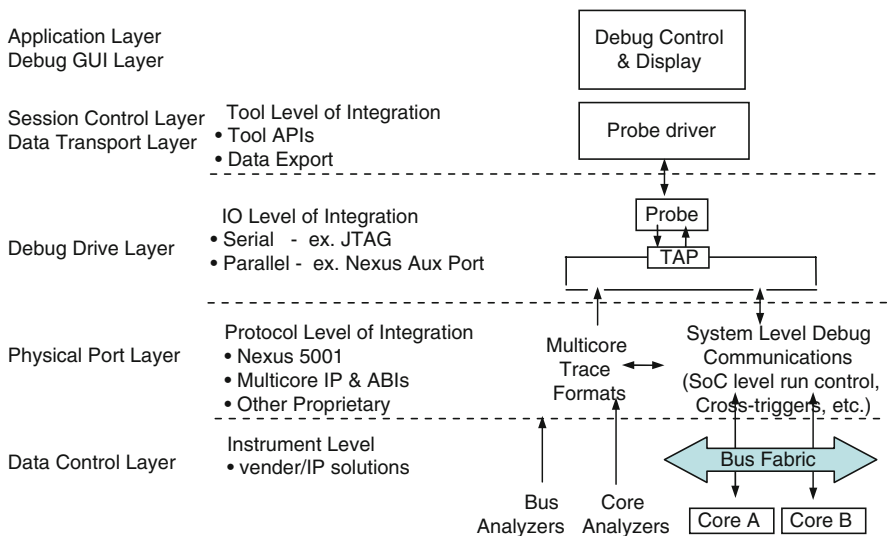 Application Layer
Debug GUI Layer
Debug Control
& Display
Session Control Layer
Data Transport Layer
Tool Level of Integration
• Tool APIs
• Data Export
Probe driver
Debug Drive Layer
IO Level of Integration
• Serial - ex. JTAG
• Parallel - ex. Nexus Aux Port
Probe
TAP
Physical Port Layer
Protocol Level of Integration
• Nexus 5001
• Multicore IP & ABIs
• Other Proprietary
Multicore
Trace
Formats
System Level Debug
Communications
(SoC level run control,
Cross-triggers, etc.)
Data Control Layer
Instrument Level
• vender/IP solutions
Bus
Analyzers
Core
Analyzers
Bus Fabric
Core A
Core B